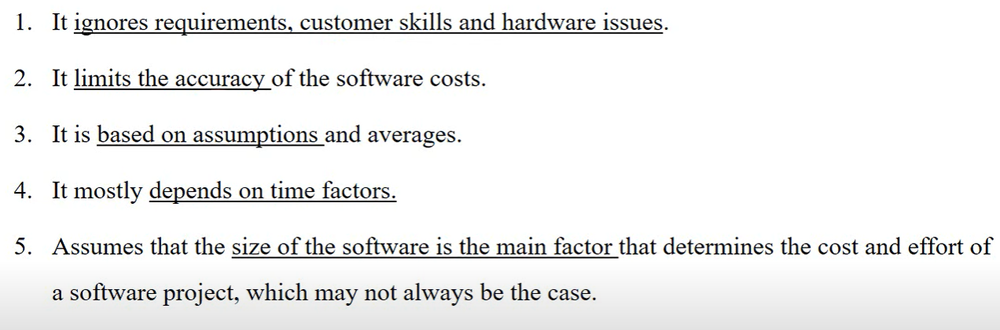 1. It ignores requirements, customer skills and hardware issues.
2. It limits the accuracy of the software costs.
3. It is based on assumptions and averages.
4. It mostly depends on time factors.
5. Assumes that the size of the software is the main factor that determines the cost and effort of
a software project, which may not always be the case.